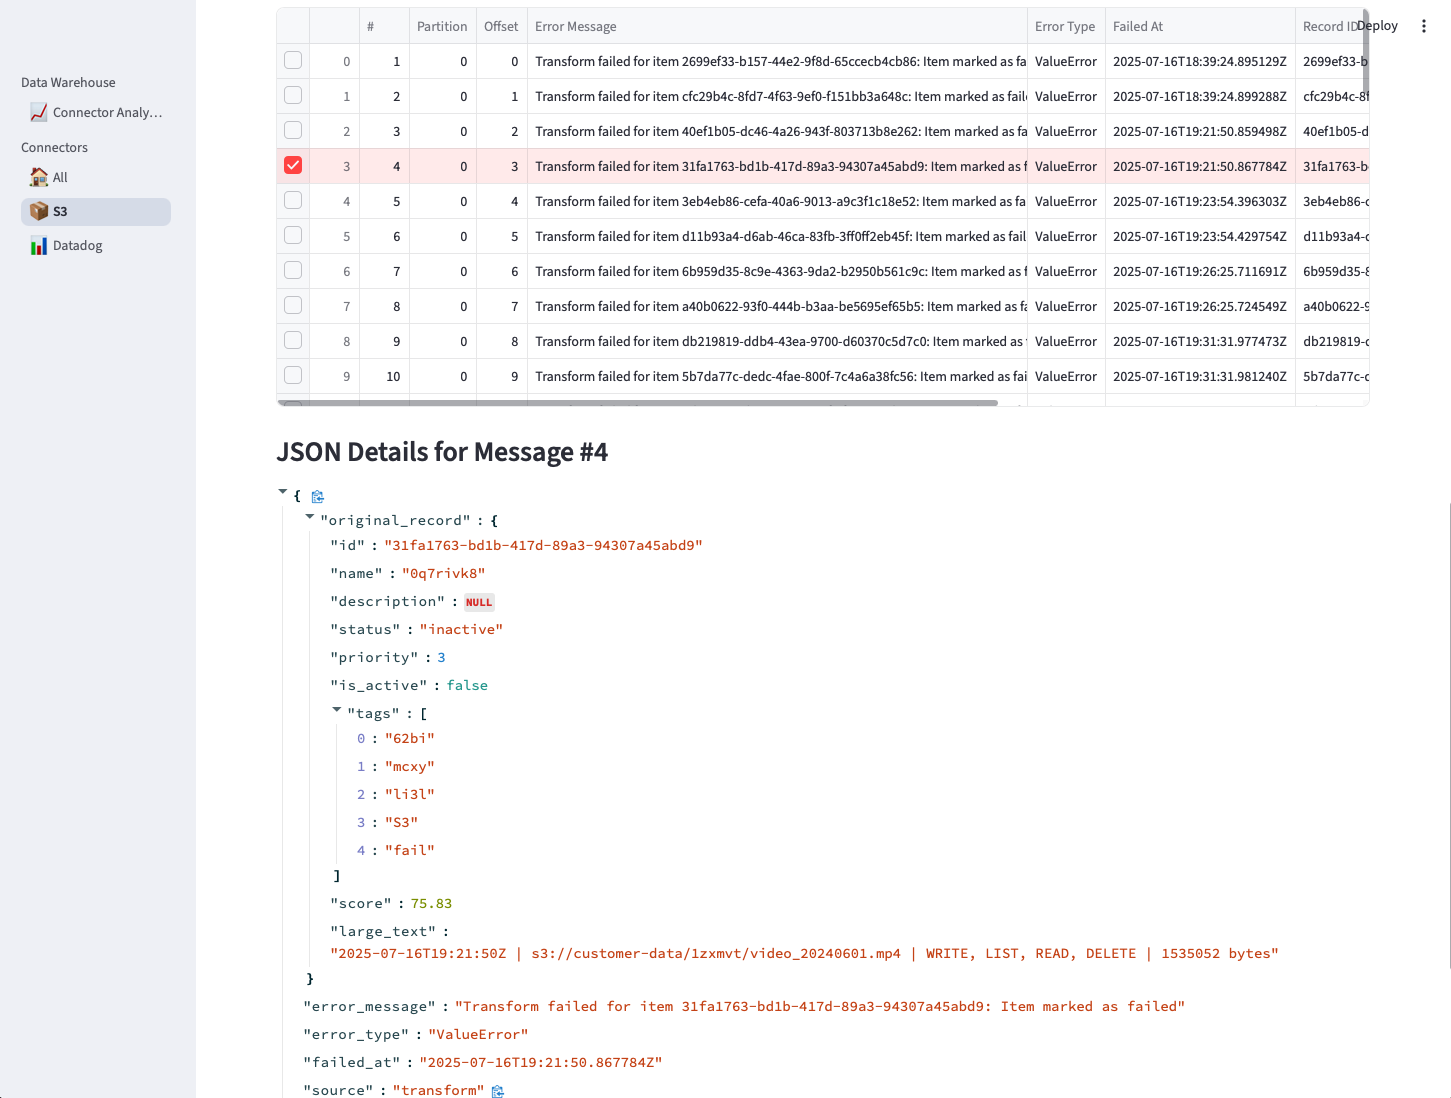 Deploy
Data Warehouse
Connector Analy…
Connectors
All
S3
Datadog
# Partition Offset Error Message Error Type Failed At Record ID
0 1 0 0 Transform failed for item 2699ef33-b157-44e2-9f8d-65ccecb4cb86: Item marked as fa ValueError 2025-07-16T18:39:24.895129Z 2699ef33-b
1 2 0 1 Transform failed for item cfc29b4c-8fd7-4f63-9ef0-f151bb3a648c: Item marked as fail ValueError 2025-07-16T18:39:24.899288Z cfc29b4c-8f
2 3 0 2 Transform failed for item 40ef1b05-dc46-4a26-943f-803713b8e262: Item marked as fa ValueError 2025-07-16T19:21:50.859498Z 40ef1b05-d
3 4 0 3 Transform failed for item 31fa1763-bd1b-417d-89a3-94307a45abd9: Item marked as f ValueError 2025-07-16T19:21:50.867784Z 31fa1763-b
4 5 0 4 Transform failed for item 3eb4eb86-cefa-40a6-9013-a9c3f1c18e52: Item marked as fa ValueError 2025-07-16T19:23:54.396303Z 3eb4eb86-c
5 6 0 5 Transform failed for item d11b93a4-d6ab-46ca-83fb-3ff0ff2eb45f: Item marked as fail ValueError 2025-07-16T19:23:54.429754Z d11b93a4-c
6 7 0 6 Transform failed for item 6b959d35-8c9e-4363-9da2-b2950b561c9c: Item marked as f ValueError 2025-07-16T19:26:25.711691Z 6b959d35-8
7 8 0 7 Transform failed for item a40b0622-93f0-444b-b3aa-be5695ef65b5: Item marked as f ValueError 2025-07-16T19:26:25.724549Z a40b0622-9
8 9 0 8 Transform failed for item db219819-ddb4-43ea-9700-d60370c5d7c0: Item marked as ValueError 2025-07-16T19:31:31.977473Z db219819-c
9 10 0 9 Transform failed for item 5b7da77c-dedc-4fae-800f-7c4a6a38fc56: Item marked as fai ValueError 2025-07-16T19:31:31.981240Z 5b7da77c-c
JSON Details for Message #4
{
"original_record" : {
"id" : "31fa1763-bd1b-417d-89a3-94307a45abd9"
"name" : "0q7rivk8"
"description" : NULL
"status" : "inactive"
"priority" : 3
"is_active" : false
"tags" : [
0 : "62bi"
1 : "mcxy"
2 : "li3l"
3 : "S3"
4 : "fail"
]
"score" : 75.83
"large_text" :
"2025-07-16T19:21:50Z | s3://customer-data/1zxmvt/video_20240601.mp4 | WRITE, LIST, READ, DELETE | 1535052 bytes"
}
"error_message" : "Transform failed for item 31fa1763-bd1b-417d-89a3-94307a45abd9: Item marked as failed"
"error_type" : "ValueError"
"failed_at" : "2025-07-16T19:21:50.867784Z"
"source" : "transform"